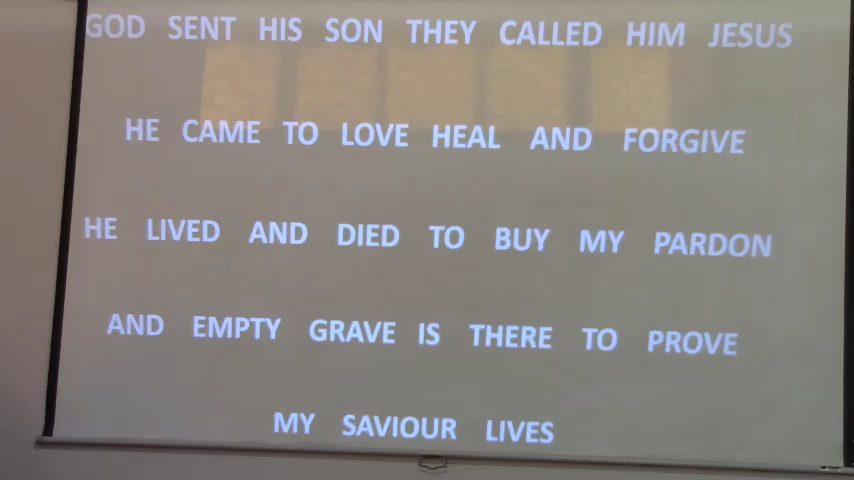 GOD SENT HIS SON THEY CALLED HIM JESUS
HE CAME TO LOVE HEAL AND FORGIVE
HE LIVED AND DIED TO BUY MY PARDON
AND EMPTY GRAVE IS THERE TO PROVE
MY SAVIOUR LIVES